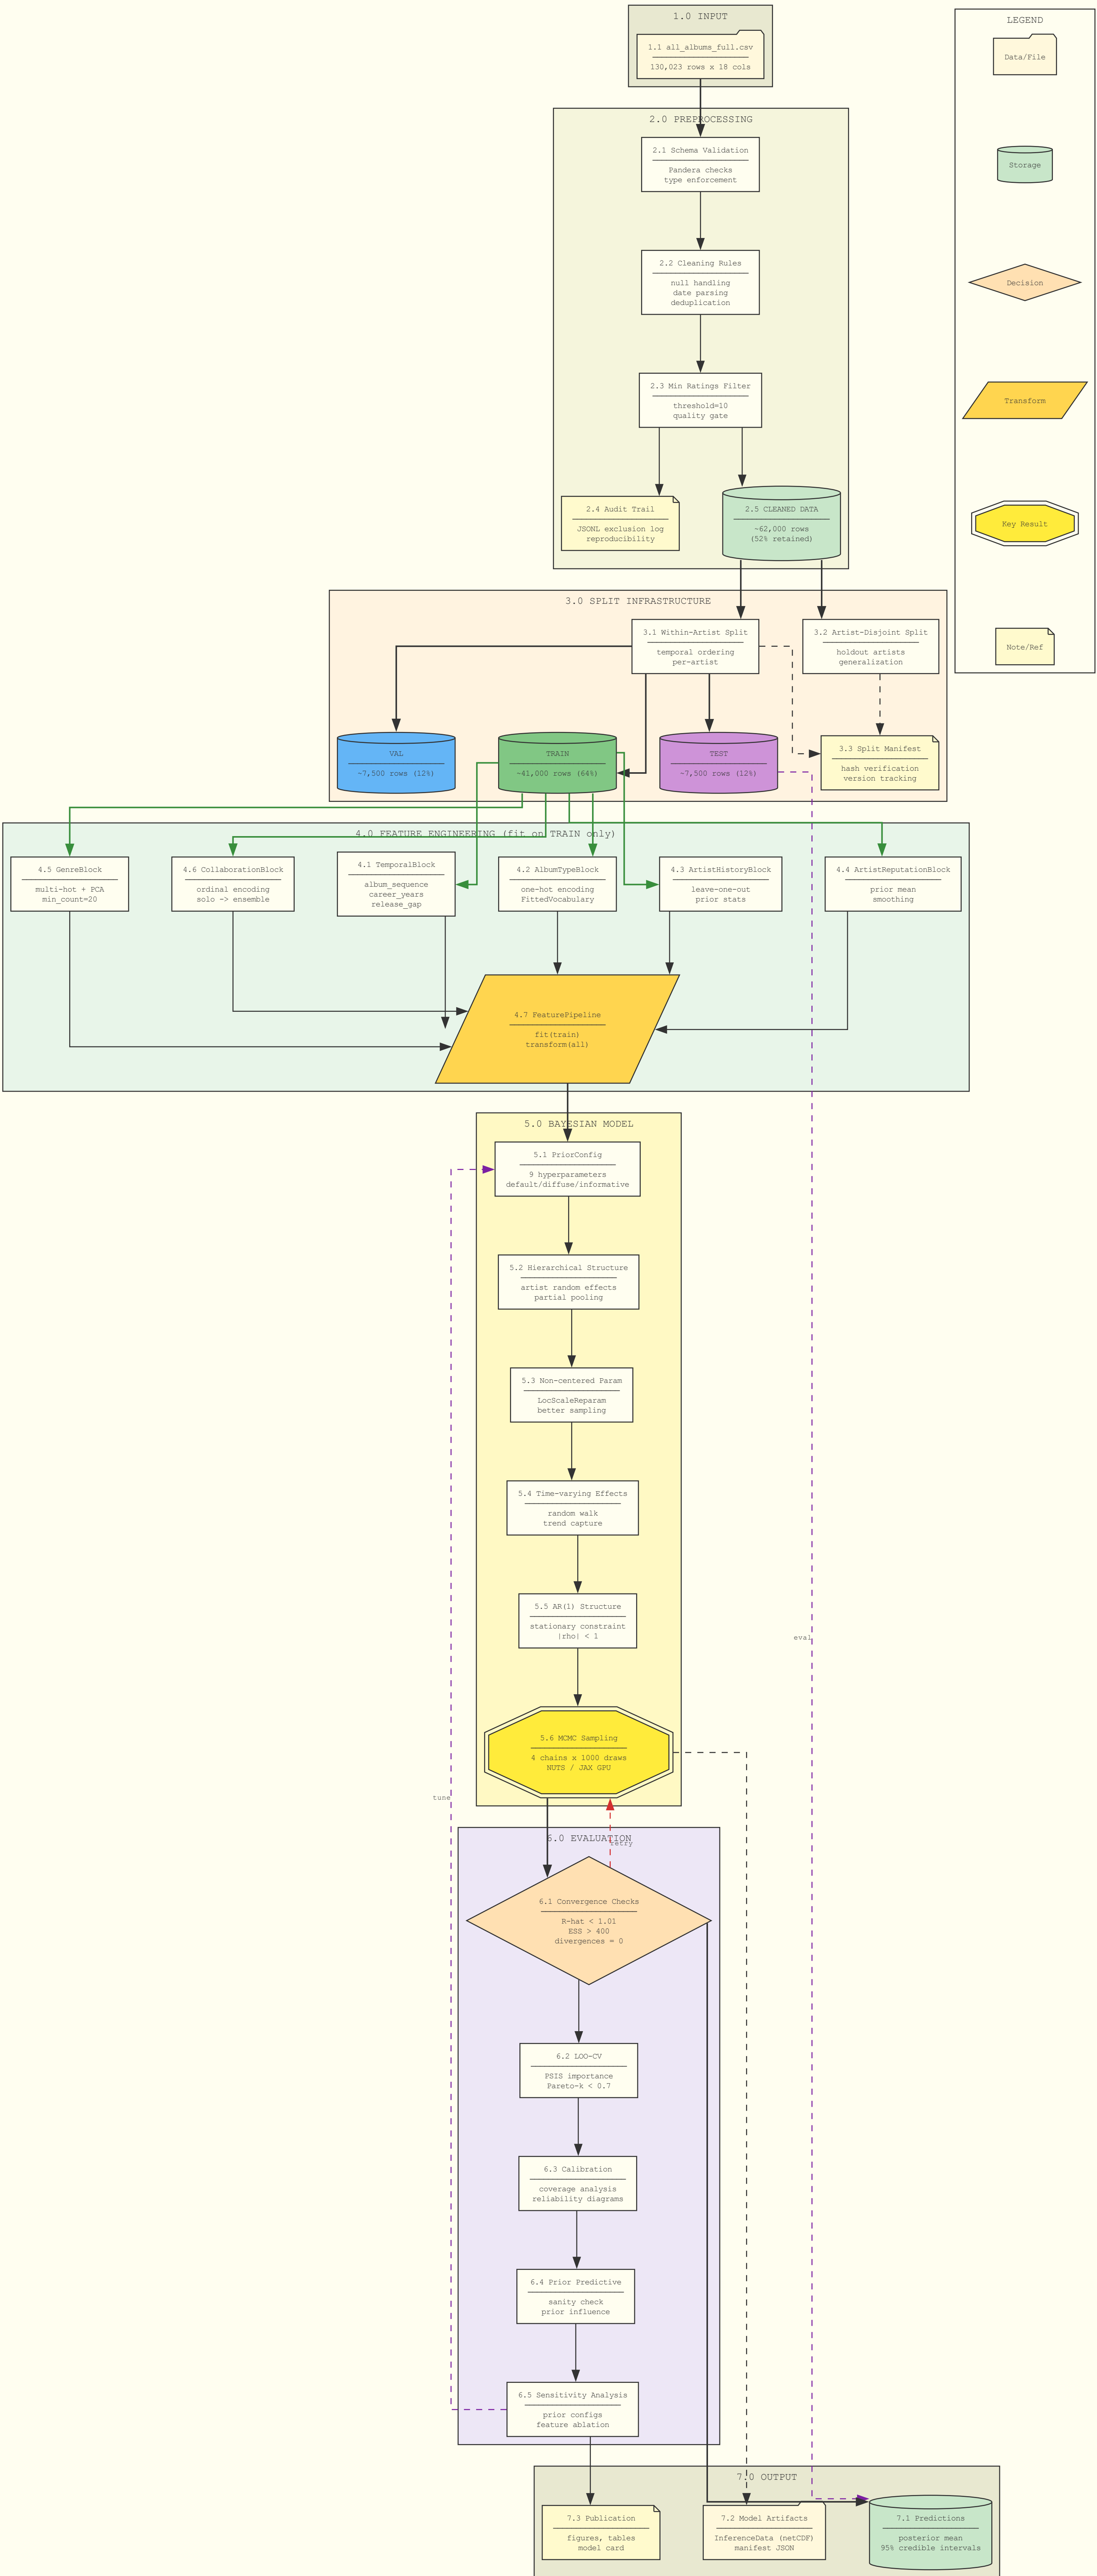 1.0 INPUT
1.1 all_albums_full.csv
130,023 rows x 18 cols
LEGEND
Data/File
Storage
Decision
Transform
Key Result
Note/Ref
2.0 PREPROCESSING
2.1 Schema Validation
Pandera checks
type enforcement
2.2 Cleaning Rules
null handling
date parsing
deduplication
2.3 Min Ratings Filter
threshold=10
quality gate
2.4 Audit Trail
JSONL exclusion log
reproducibility
2.5 CLEANED DATA
~62,000 rows
(52% retained)
3.0 SPLIT INFRASTRUCTURE
3.1 Within-Artist Split
temporal ordering
per-artist
3.2 Artist-Disjoint Split
holdout artists
generalization
VAL
~7,500 rows (12%)
TRAIN
~41,000 rows (64%)
TEST
~7,500 rows (12%)
3.3 Split Manifest
hash verification
version tracking
4.0 FEATURE ENGINEERING (fit on TRAIN only)
4.5 GenreBlock
multi-hot + PCA
min_count=20
4.6 CollaborationBlock
ordinal encoding
solo -> ensemble
4.1 TemporalBlock
album_sequence
career_years
release_gap
4.2 AlbumTypeBlock
one-hot encoding
FittedVocabulary
4.3 ArtistHistoryBlock
leave-one-out
prior stats
4.4 ArtistReputationBlock
prior mean
smoothing
4.7 FeaturePipeline
fit(train)
transform(all)
5.0 BAYESIAN MODEL
5.1 PriorConfig
9 hyperparameters
default/diffuse/informative
5.2 Hierarchical Structure
artist random effects
partial pooling
5.3 Non-centered Param
LocScaleReparam
better sampling
5.4 Time-varying Effects
random walk
trend capture
5.5 AR(1) Structure
stationary constraint
|rho| < 1
eval
5.6 MCMC Sampling
4 chains x 1000 draws
NUTS / JAX GPU
tune
6.0 EVALUATION
retry
6.1 Convergence Checks
R-hat < 1.01
ESS > 400
divergences = 0
6.2 LOO-CV
PSIS importance
Pareto-k < 0.7
6.3 Calibration
coverage analysis
reliability diagrams
6.4 Prior Predictive
sanity check
prior influence
6.5 Sensitivity Analysis
prior configs
feature ablation
7.0 OUTPUT
7.3 Publication
figures, tables
model card
7.2 Model Artifacts
InferenceData (netCDF)
manifest JSON
7.1 Predictions
posterior mean
95% credible intervals